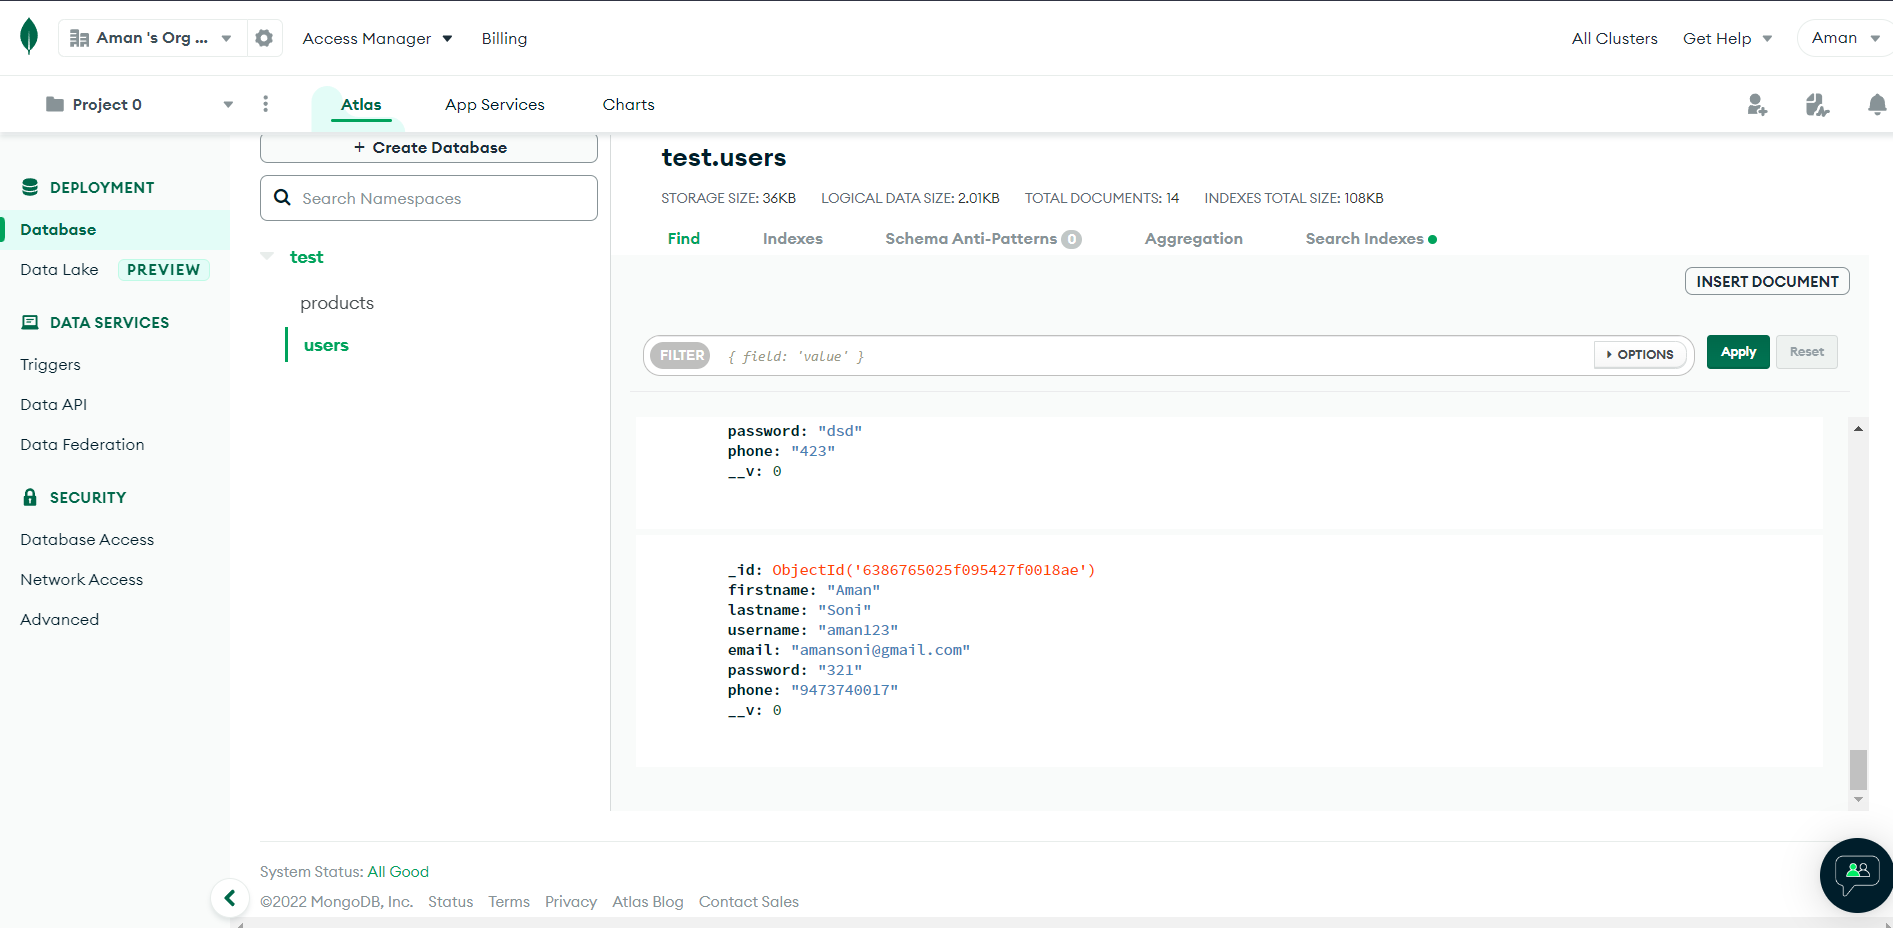 Aman 's Org ...
Access Manager
Billing
All Clusters
Get Help
Aman
Project 0
Atlas
App Services
Charts
DEPLOYMENT
Database
Data Lake PREVIEW
DATA SERVICES
Triggers
Data API
Data Federation
SECURITY
Database Access
Network Access
Advanced
+ Create Database
Search Namespaces
test
products
users
test.users
STORAGE SIZE: 36KB LOGICAL DATA SIZE: 2.01KB TOTAL DOCUMENTS: 14 INDEXES TOTAL SIZE: 108KB
Find Indexes Schema Anti-Patterns 0 Aggregation Search Indexes
INSERT DOCUMENT
FILTER { field: 'value' } OPTIONS Apply Reset
password: "dsd"
phone: "423"
__v: 0
_id: ObjectId('6386765025f095427f0018ae')
firstname: "Aman"
lastname: "Soni"
username: "aman123"
email: "amansoni@gmail.com"
password: "321"
phone: "9473740017"
__v: 0
System Status: All Good
©2022 MongoDB, Inc. Status Terms Privacy Atlas Blog Contact Sales